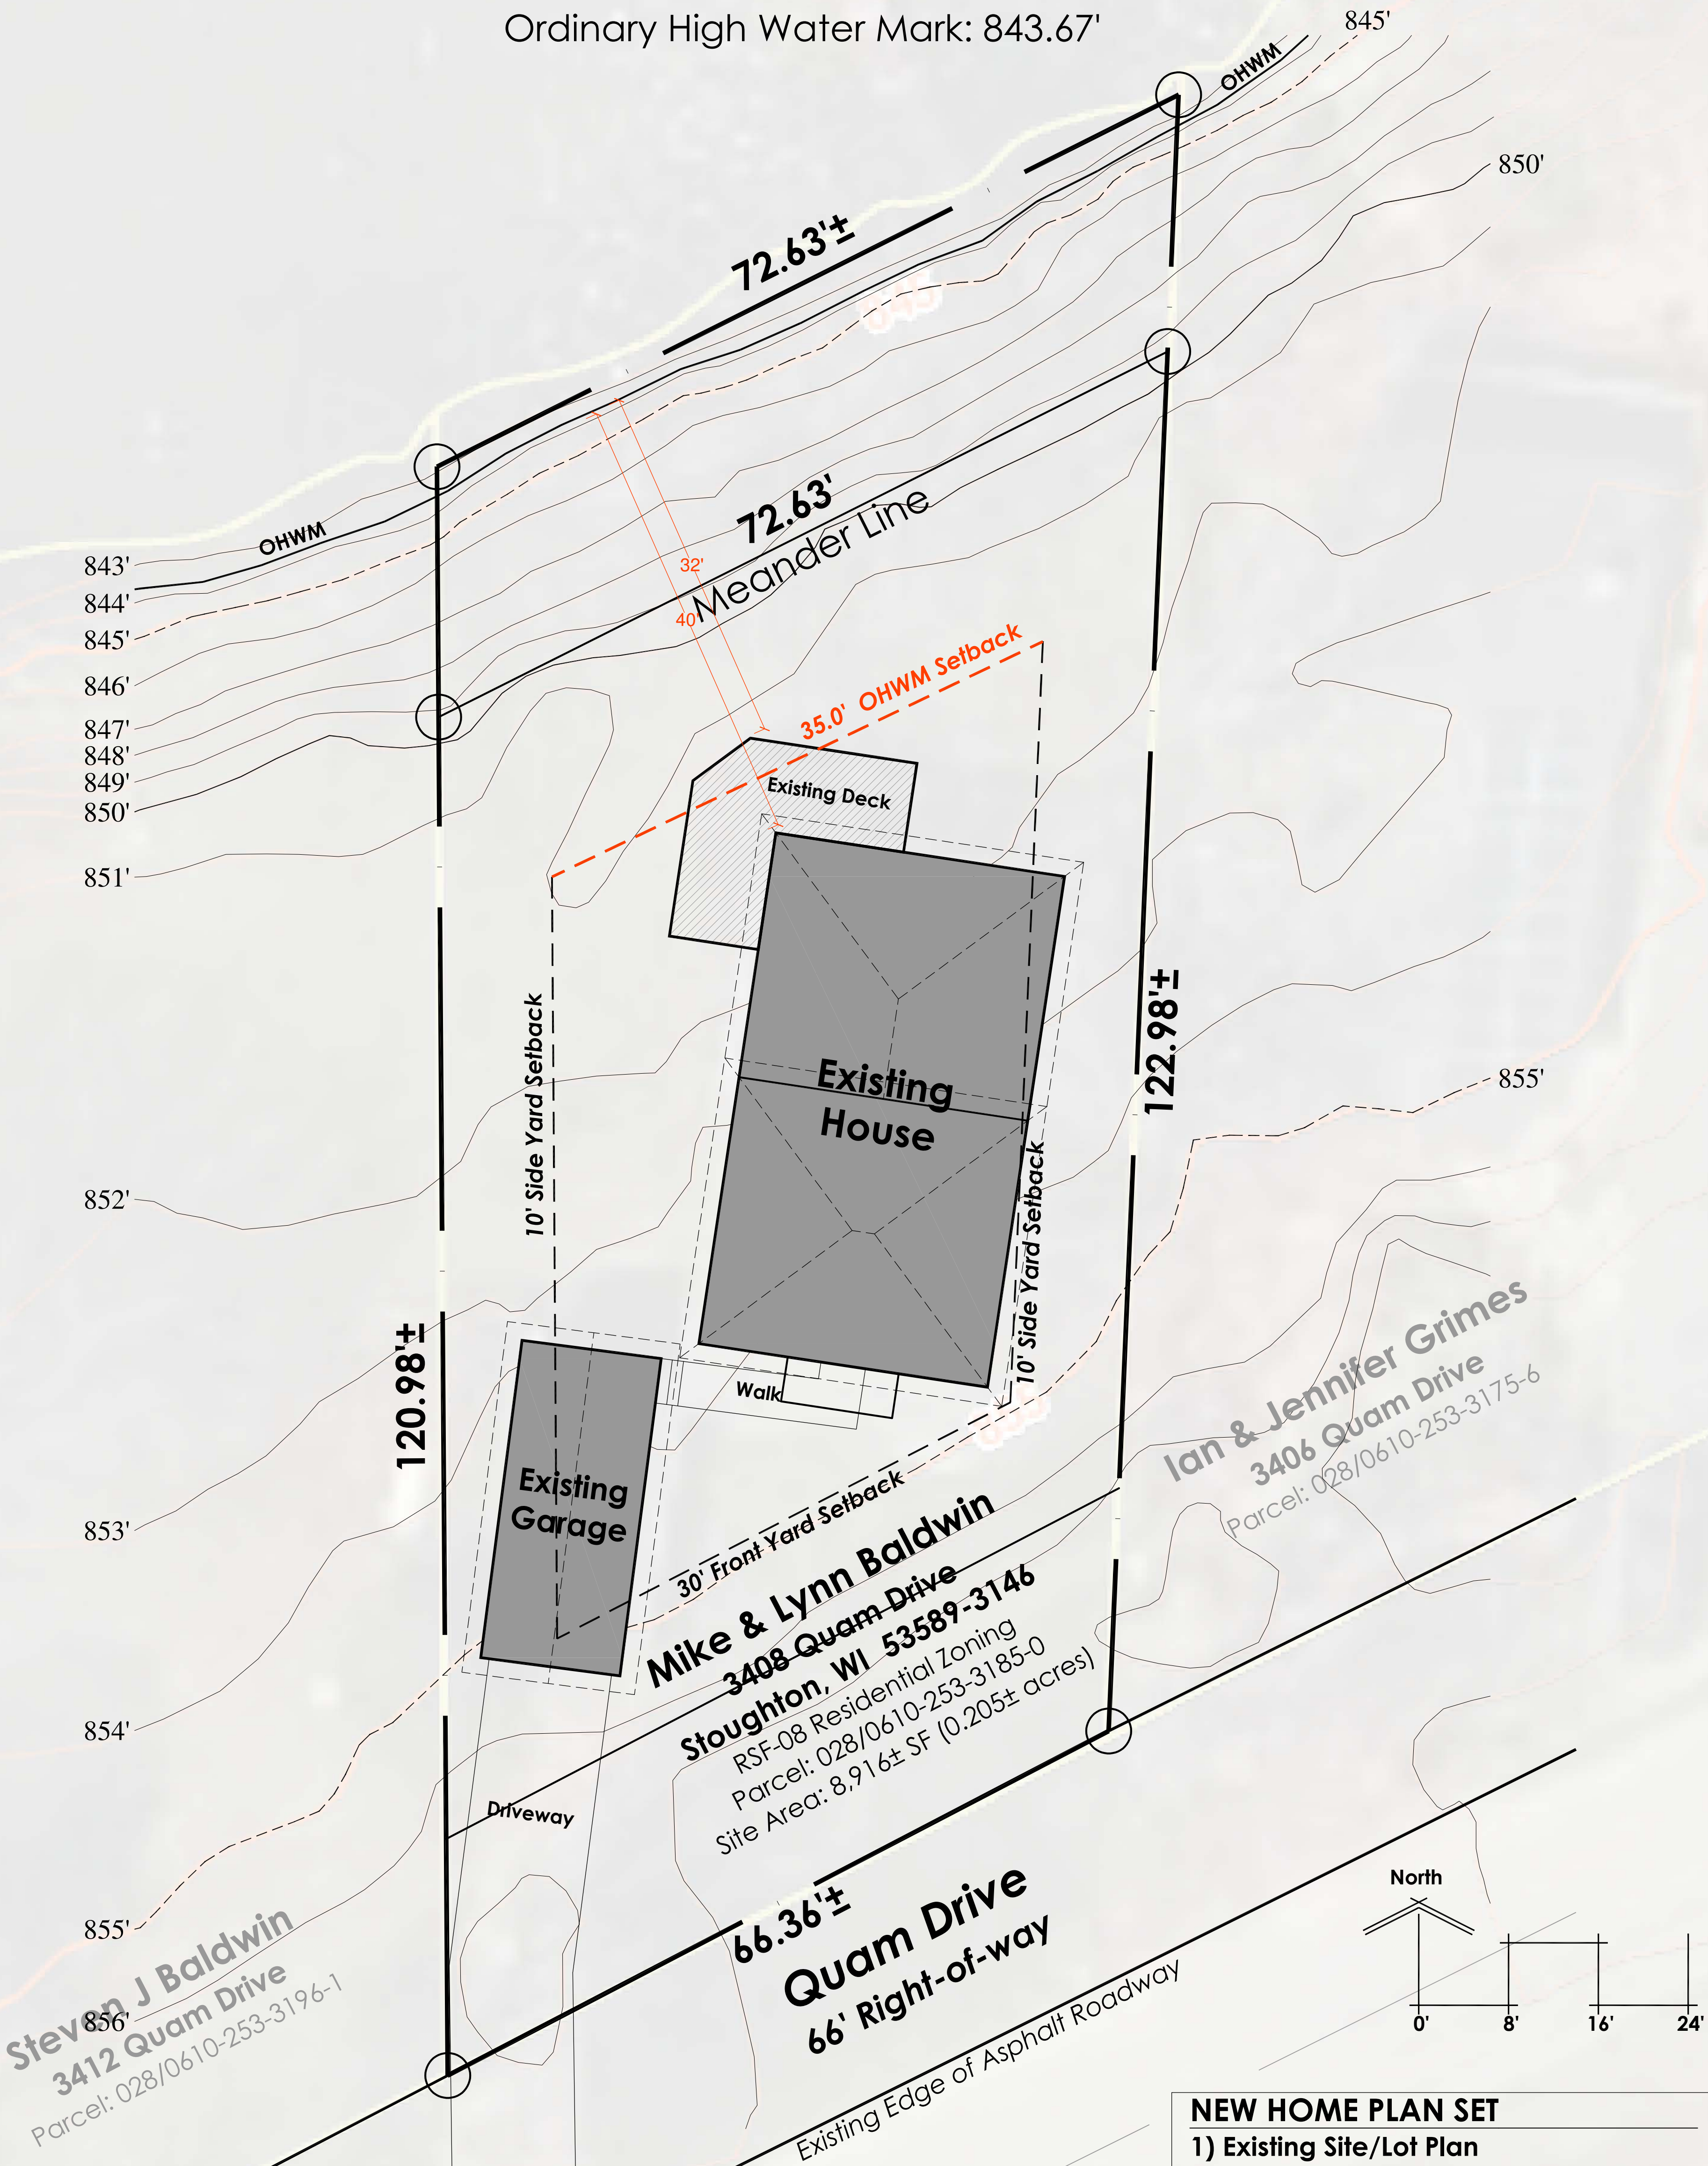 Ordinary High Water Mark: 843.67'
845'
OHWM
850'
72.63'±
845
OHWM
72.63'
Meander Line
843'
844'
845'
846'
847'
848'
849'
850'
851'
32'
40'
35.0' OHWM Setback
Existing Deck
10' Side Yard Setback
Existing
House
122.98'±
855'
10' Side Yard Setback
852'
120.98'±
Walk
855
Existing
Garage
30' Front Yard Setback
853'
854'
855'
856'
Ian & Jennifer Grimes
3406 Quam Drive
Parcel: 028/0610-253-3175-6
Mike & Lynn Baldwin
3408 Quam Drive
Stoughton, WI 53589-3146
RSF-08 Residential Zoning
Parcel: 028/0610-253-3185-0
Site Area: 8,916± SF (0.205± acres)
Driveway
66.36'±
Quam Drive
66' Right-of-way
Existing Edge of Asphalt Roadway
Steven J Baldwin
3412 Quam Drive
Parcel: 028/0610-253-3196-1
North
0' 8' 16' 24'
NEW HOME PLAN SET
1) Existing Site/Lot Plan